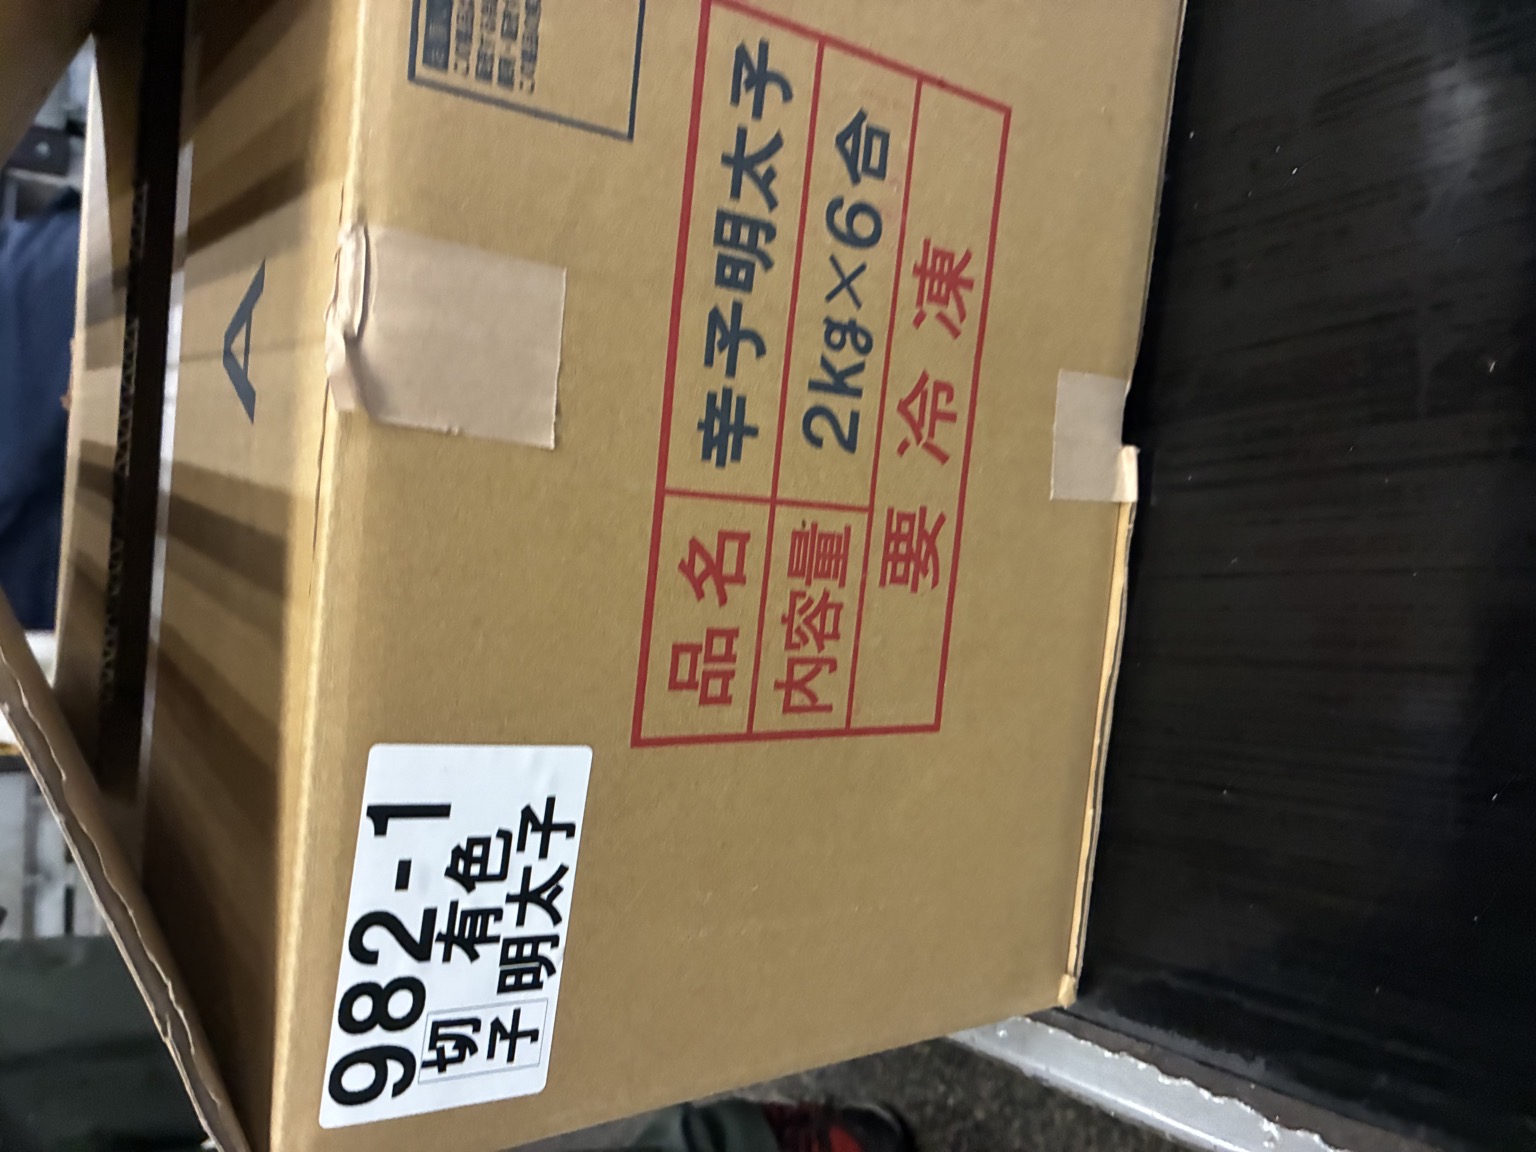 品名 幸子明太子
内容量 2kg×6合
要冷凍
982-1
有色
切子 明太子
A